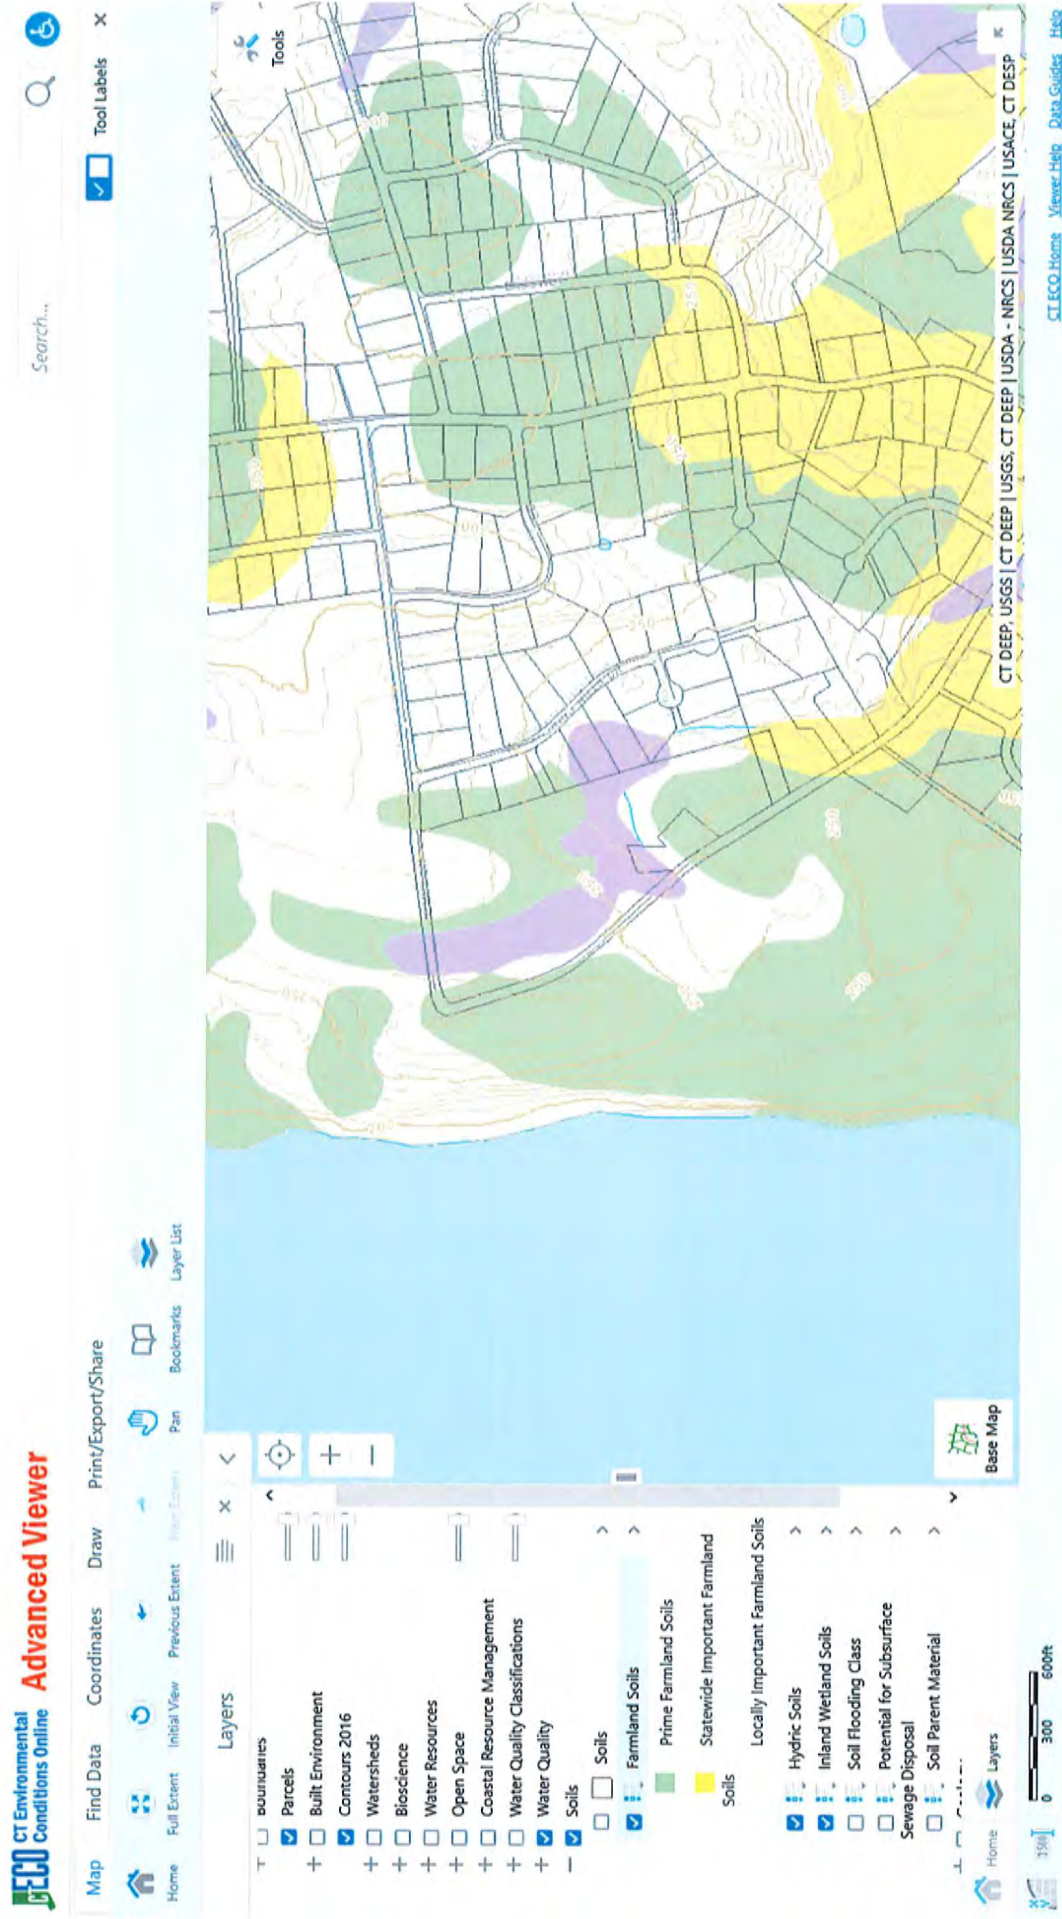 CT ECO CT Environmental
Conditions Online Advanced Viewer
Search...
Map Find Data Coordinates Draw Print/Export/Share
Tool Labels ×
Home Full Extent Initial View Previous Extent Next Extent Pan Bookmarks Layer List
Layers
Tools
Boundaries
Parcels
Built Environment
Contours 2016
Watersheds
Bioscience
Water Resources
Open Space
Coastal Resource Management
Water Quality Classifications
Water Quality
Soils
Soils
Farmland Soils
Prime Farmland Soils
Statewide Important Farmland
Soils
Locally Important Farmland Soils
Hydric Soils
Inland Wetland Soils
Soil Flooding Class
Potential for Subsurface
Sewage Disposal
Soil Parent Material
Home Layers
Base Map
250
250
250
250
250
200
CT DEEP, USGS | CT DEEP | USGS, CT DEEP | USDA - NRCS | USDA NRCS | USACE, CT DESP
0 300 600ft
CT ECO Home Viewer Help Data Guides Help